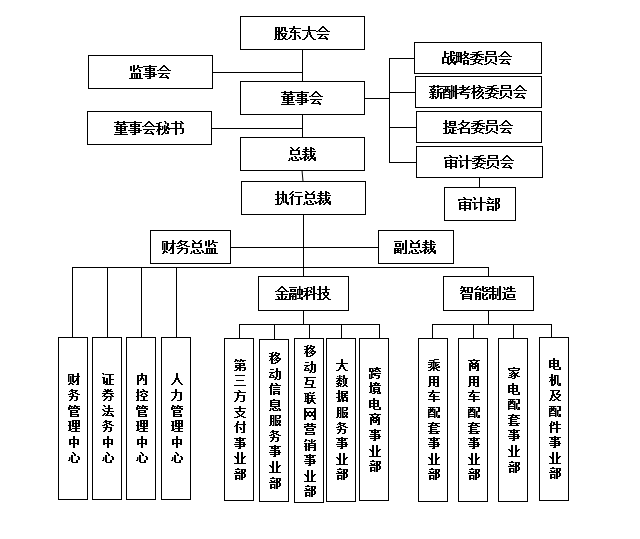 股东大会
监事会
战略委员会
董事会
薪酬考核委员会
董事会秘书
提名委员会
总裁
审计委员会
执行总裁
审计部
财务总监
副总裁
金融科技
智能制造
财务管理中心
证券法务中心
内控管理中心
人力管理中心
第三方支付事业部
移动信息服务事业部
移动互联网营销事业部
大数据服务事业部
跨境电商事业部
乘用车配套事业部
商用车配套事业部
家电配套事业部
电机及配件事业部